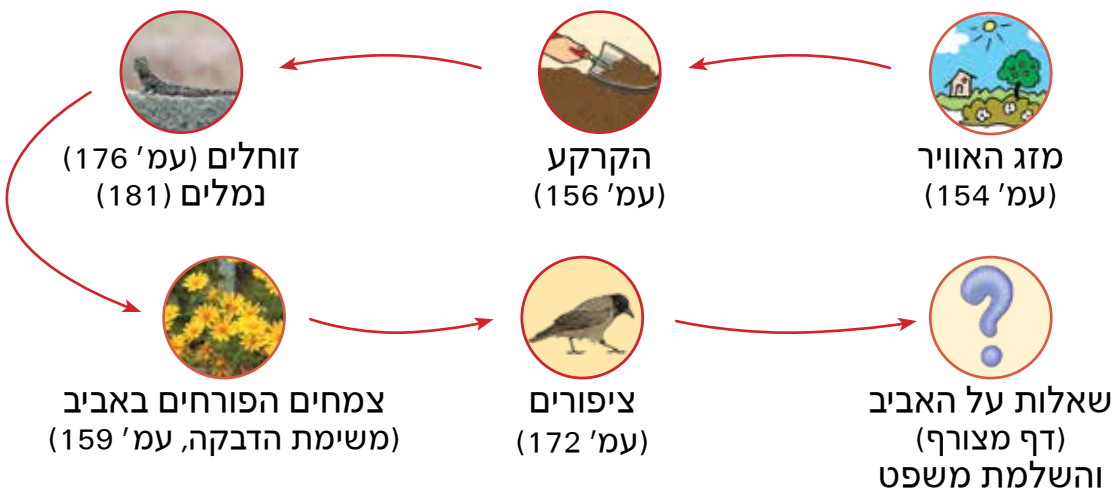 מזג האוויר
(עמ' 154)
הקרקע
(עמ' 156)
זוחלים (עמ' 176)
נמלים (181)
צמחים הפורחים באביב
(משימת הדבקה, עמ' 159)
ציפורים
(עמ' 172)
שאלות על האביב
(דף מצורף)
והשלמת משפט